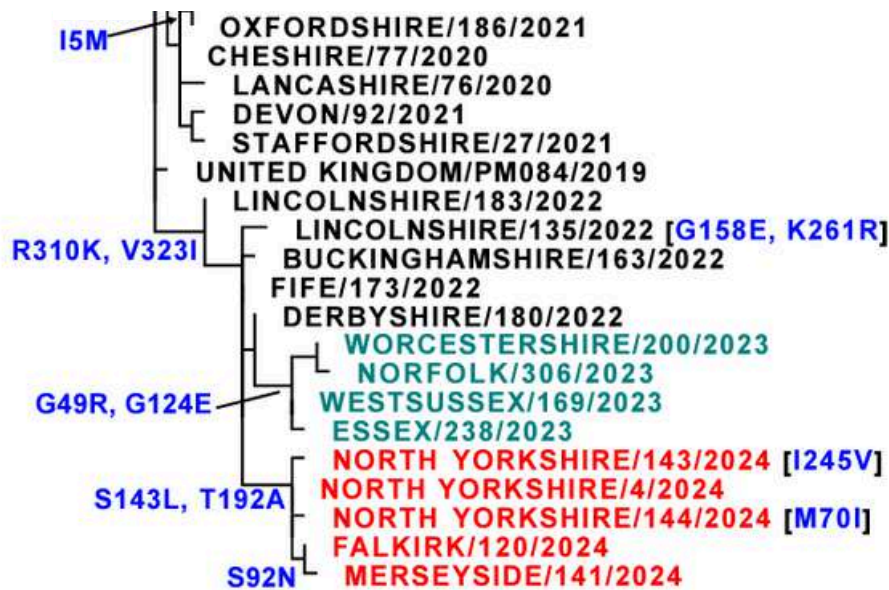 OXFORDSHIRE/186/2021
I5M
CHESHIRE/77/2020
LANCASHIRE/76/2020
DEVON/92/2021
STAFFORDSHIRE/27/2021
UNITED KINGDOM/PM084/2019
LINCOLNSHIRE/183/2022
LINCOLNSHIRE/135/2022 [G158E, K261R]
R310K, V323I
BUCKINGHAMSHIRE/163/2022
FIFE/173/2022
DERBYSHIRE/180/2022
WORCESTERSHIRE/200/2023
NORFOLK/306/2023
G49R, G124E
WESTSUSSEX/169/2023
ESSEX/238/2023
NORTH YORKSHIRE/143/2024 [I245V]
NORTH YORKSHIRE/4/2024
S143L, T192A
NORTH YORKSHIRE/144/2024 [M70I]
FALKIRK/120/2024
MERSEYSIDE/141/2024
S92N